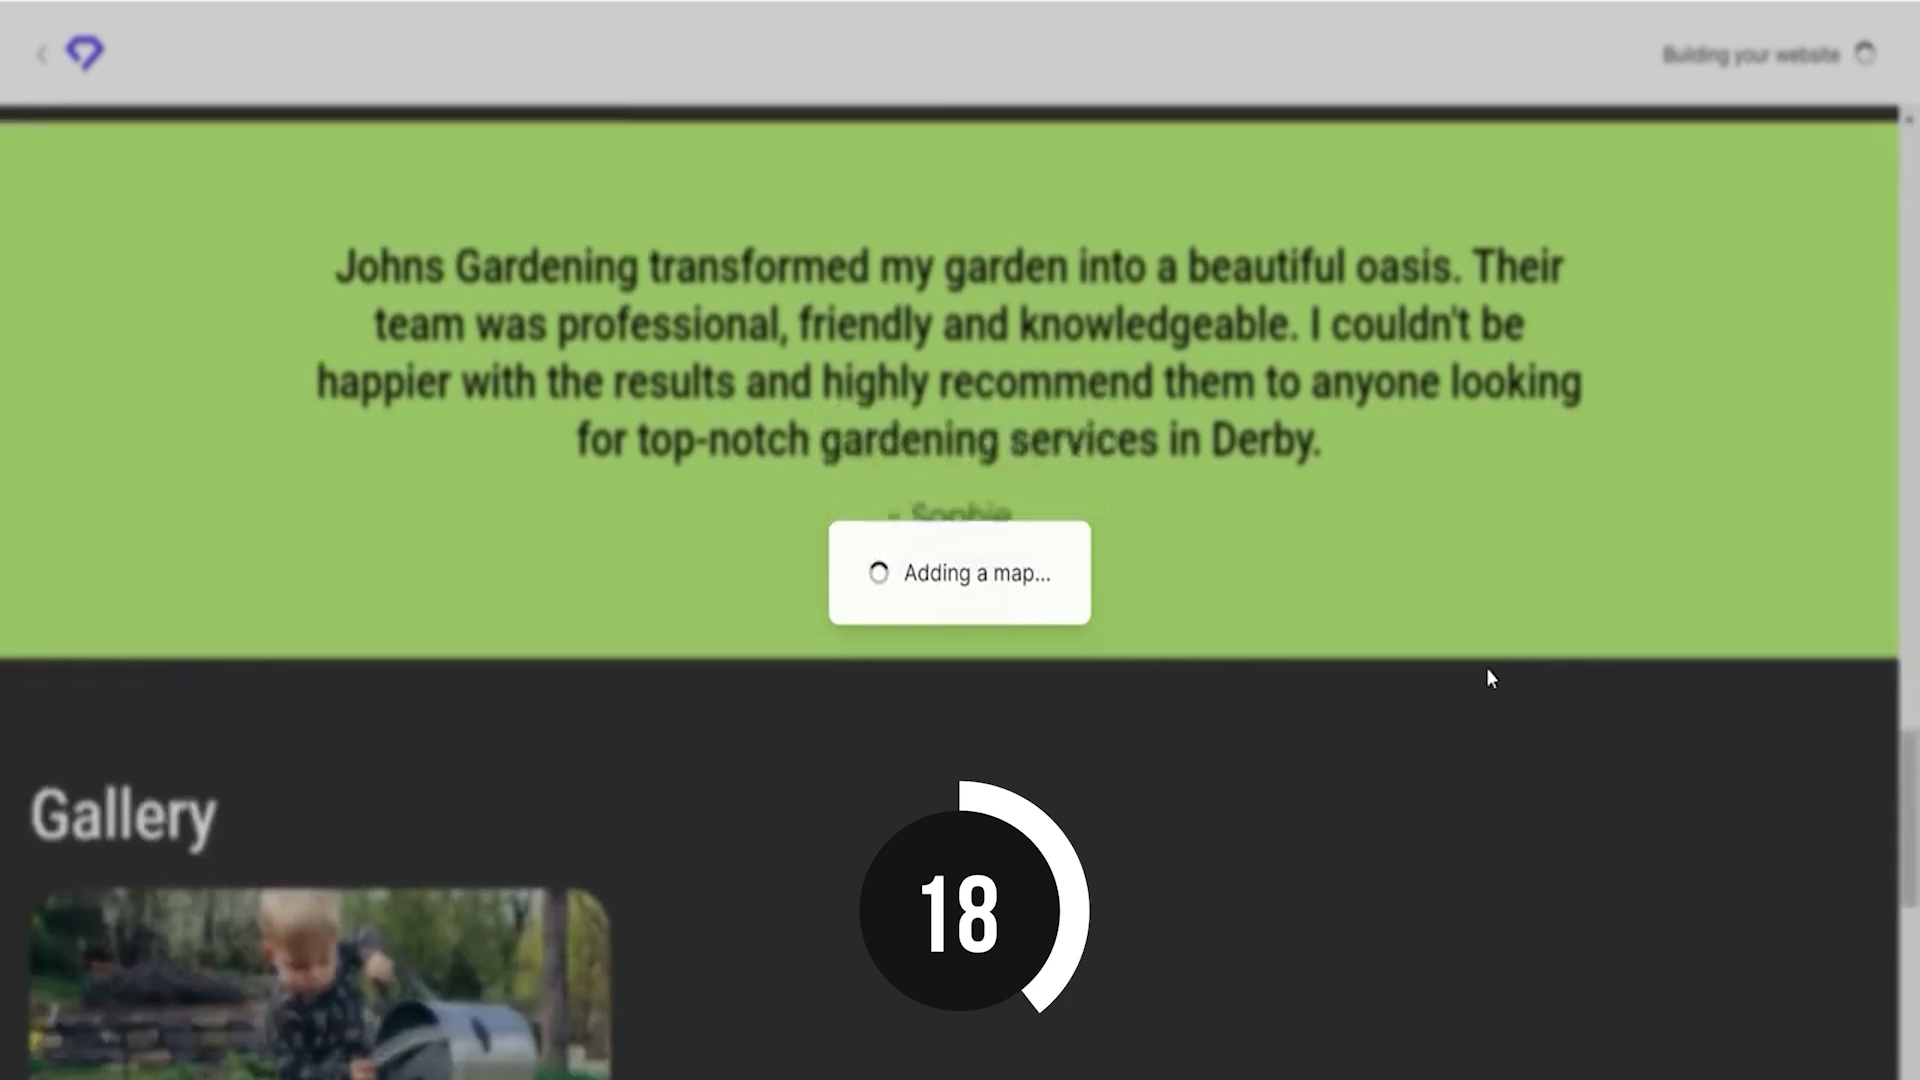 Building your website
Johns Gardening transformed my garden into a beautiful oasis. Their
team was professional, friendly and knowledgeable. I couldn't be
happier with the results and highly recommend them to anyone looking
for top-notch gardening services in Derby.
- Sophie
Adding a map...
Gallery
18